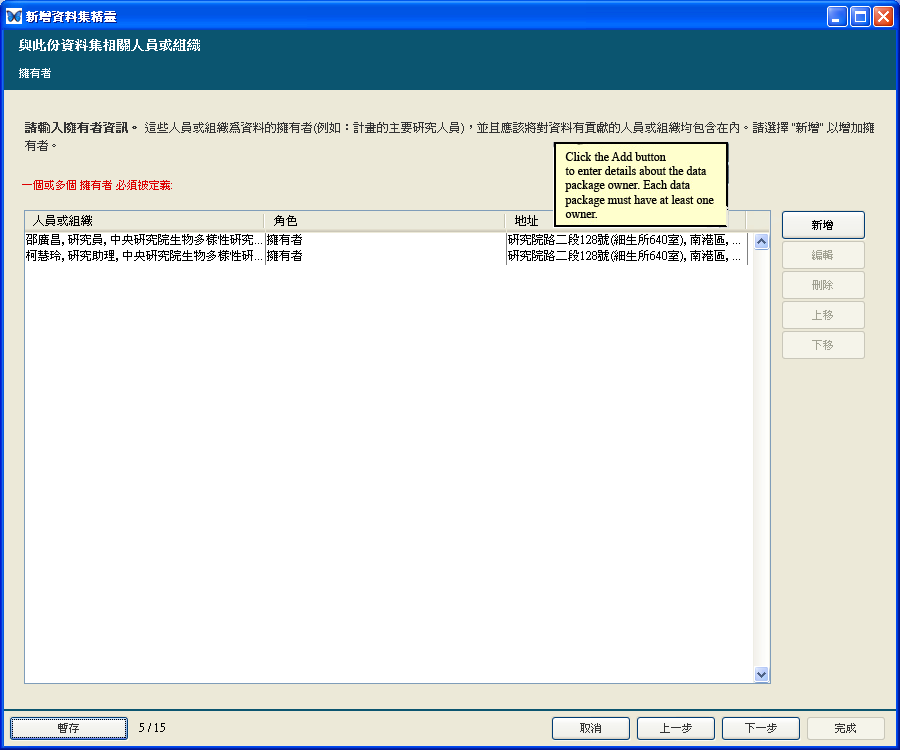 新增資料集精靈
與此份資料集相關人員或組織
擁有者
請輸入擁有者資訊。 這些人員或組織爲資料的擁有者(例如：計畫的主要研究人員)，並且應該將對資料有貢獻的人員或組織均包含在內。請選擇 "新增" 以增加擁
有者。
Click the Add button
to enter details about the data
package owner. Each data
package must have at least one
owner.
一個或多個 擁有者 必須被定義:
人員或組織 角色 地址
邵廣昌, 研究員, 中央研究院生物多樣性研究... 擁有者 研究院路二段128號(細生所640室), 南港區, ...
柯慧玲, 研究助理, 中央研究院生物多樣性研... 擁有者 研究院路二段128號(細生所640室), 南港區, ...
新增
編輯
刪除
上移
下移
暫存 5 / 15 取消 上一步 下一步 完成